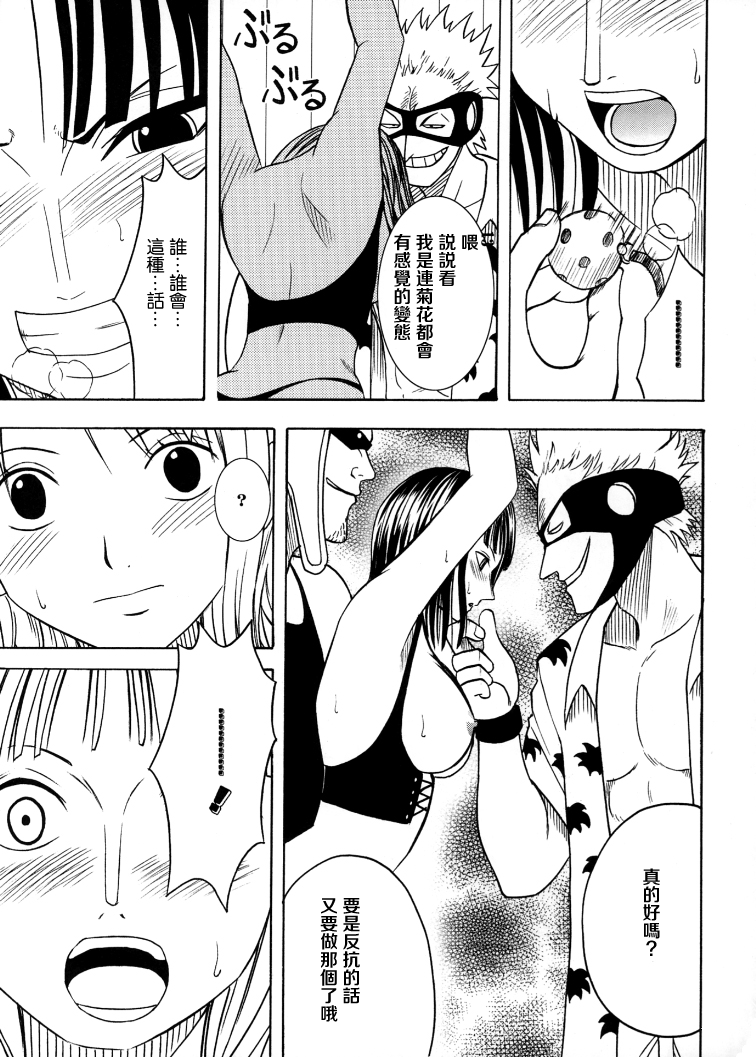 ………………
喂
說說看
我是連菊花都會
有感覺的變態
ぶる
ぶる
誰…誰會…
這種…話…
真的好嗎？
要是反抗的話
又要做那個了哦
？
…………！